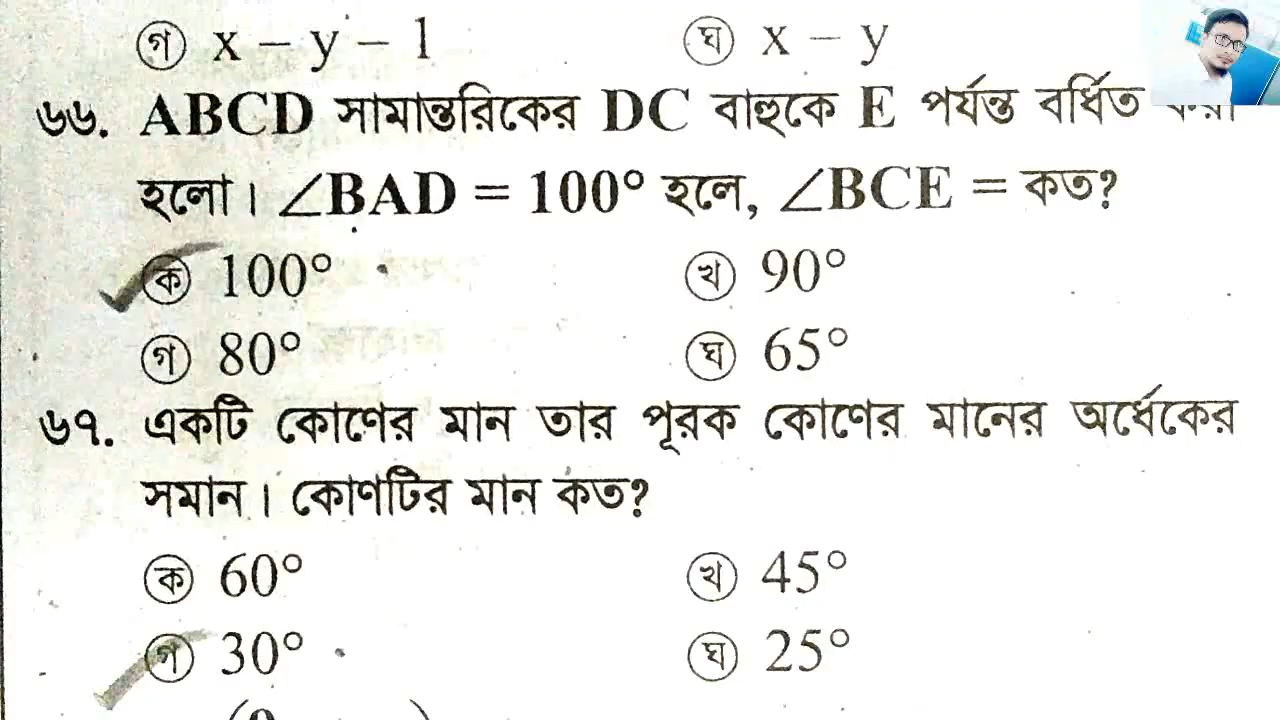 গ x – y – 1 ঘ x – y
৬৬. ABCD সামান্তরিকের DC বাহুকে E পর্যন্ত বর্ধিত
হলো। ∠BAD = 100° হলে, ∠BCE = কত?
ক 100° খ 90°
গ 80° ঘ 65°
৬৭. একটি কোণের মান তার পূরক কোণের মানের অর্ধেকের
সমান। কোণটির মান কত?
ক 60° খ 45°
গ 30° ঘ 25°